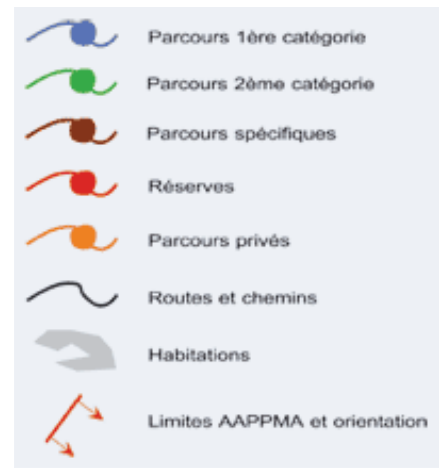 Parcours 1ère catégorie
Parcours 2ème catégorie
Parcours spécifiques
Réserves
Parcours privés
Routes et chemins
Habitations
Limites AAPPMA et orientation